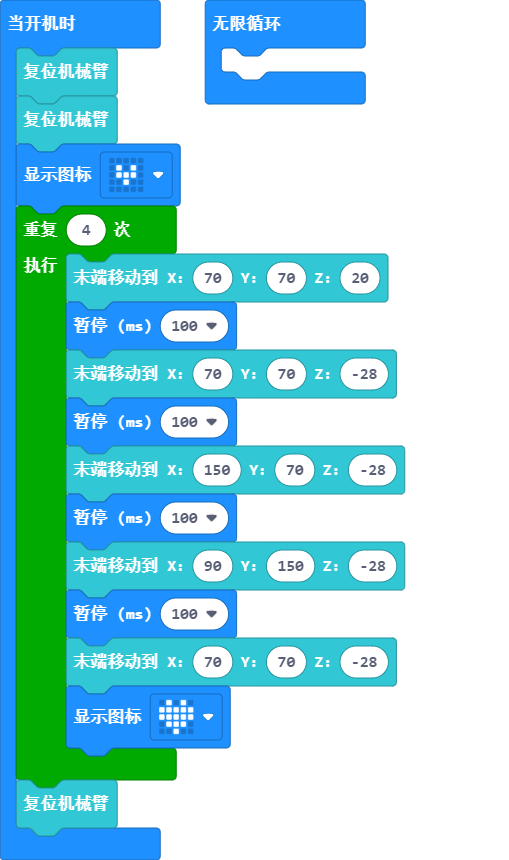 当开机时
无限循环
复位机械臂
复位机械臂
显示图标
重复 4 次
执行
末端移动到 X: 70 Y: 70 Z: 20
暂停 (ms) 100
末端移动到 X: 70 Y: 70 Z: -28
暂停 (ms) 100
末端移动到 X: 150 Y: 70 Z: -28
暂停 (ms) 100
末端移动到 X: 90 Y: 150 Z: -28
暂停 (ms) 100
末端移动到 X: 70 Y: 70 Z: -28
显示图标
复位机械臂